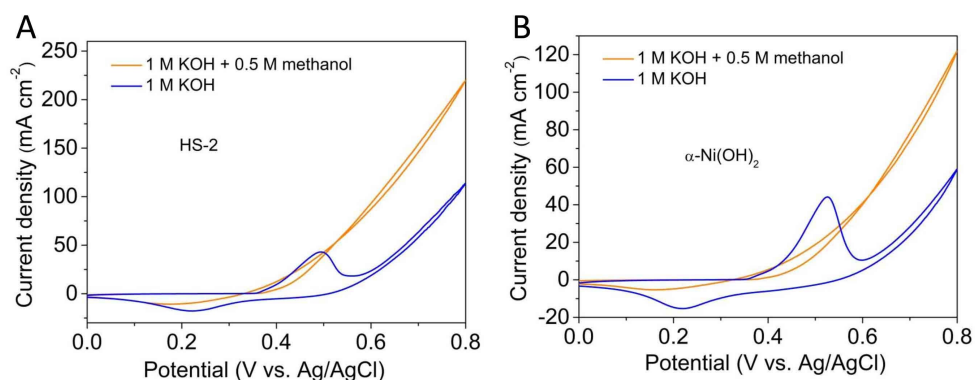 A
Current density (mA cm⁻²)
250
200
150
100
50
0
1 M KOH + 0.5 M methanol
1 M KOH
HS-2
0.0 0.2 0.4 0.6 0.8
Potential (V vs. Ag/AgCl)
B
Current density (mA cm⁻²)
120
100
80
60
40
20
0
-20
1 M KOH + 0.5 M methanol
1 M KOH
α-Ni(OH)₂
0.0 0.2 0.4 0.6 0.8
Potential (V vs. Ag/AgCl)